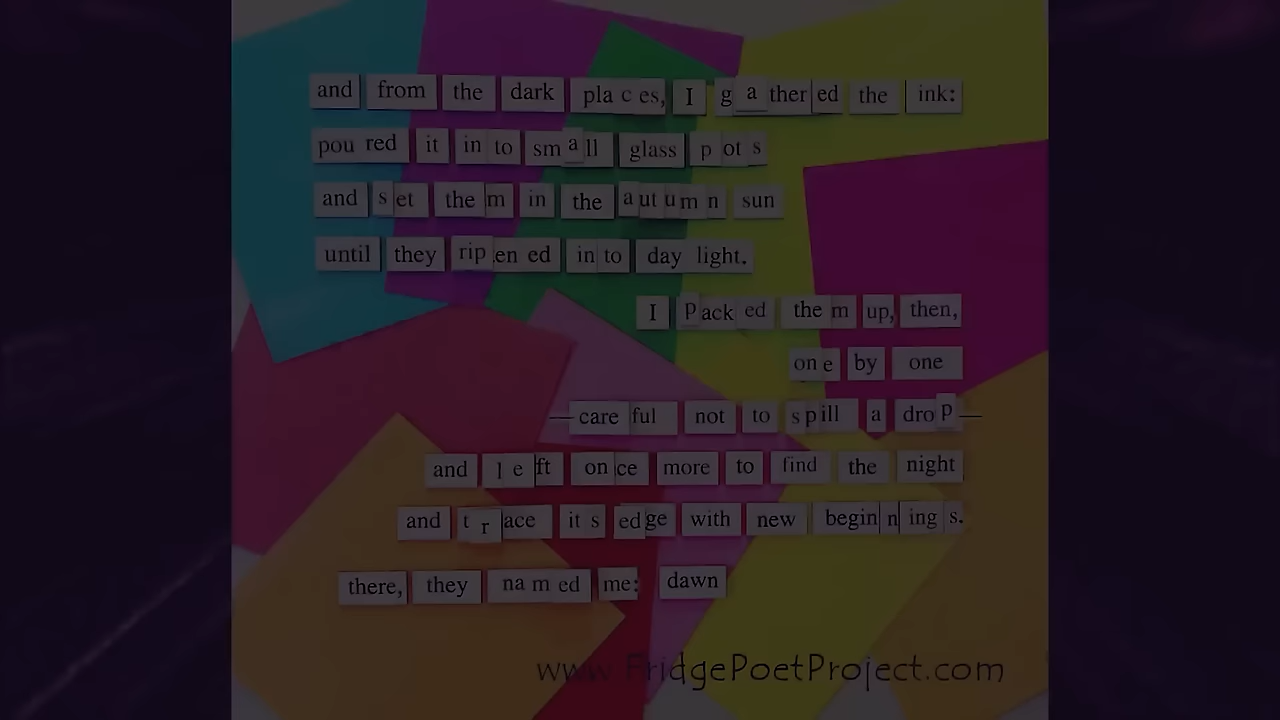 and from the dark places, I gathered the ink:
poured it into small glass pots
and set them in the autumn sun
until they ripened into day light.
I packed them up, then,
one by one
—careful not to spill a drop—
and left once more to find the night
and trace its edge with new beginnings.
there, they named me: dawn
www.FridgePoetProject.com